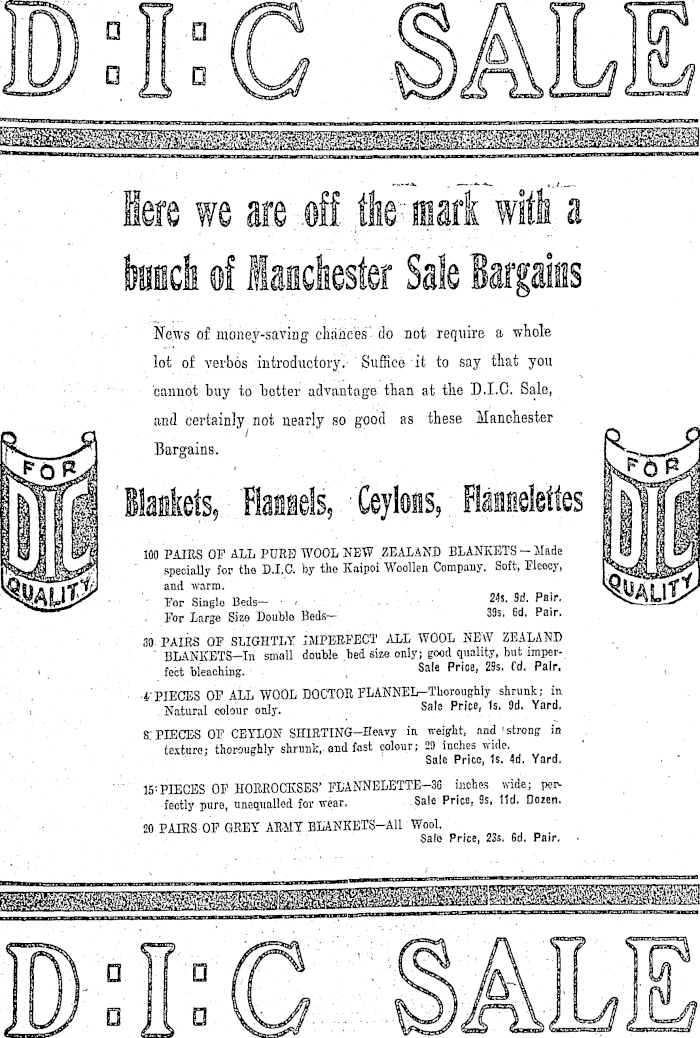 D:I:C SALE
Here we are off the mark with a
bunch of Manchester Sale Bargains
News of money-saving chances do not require a whole
lot of verbos introductory. Suffice it to say that you
cannot buy to better advantage than at the D.I.C. Sale,
and certainly not nearly so good as these Manchester
Bargains.
FOR
DIC
QUALITY
FOR
DIC
QUALITY
Blankets, Flannels, Ceylons, Flannelettes
100 PAIRS OF ALL PURE WOOL NEW ZEALAND BLANKETS—Made
specially for the D.I.C. by the Kaipoi Woollen Company. Soft, Fleecy,
and warm.
For Single Beds— 24s. 9d. Pair.
For Large Size Double Beds— 39s. 6d. Pair.
30 PAIRS OF SLIGHTLY IMPERFECT ALL WOOL NEW ZEALAND
BLANKETS—In small double bed size only; good quality, but imper-
fect bleaching. Sale Price, 29s. 6d. Pair.
4 PIECES OF ALL WOOL DOCTOR FLANNEL—Thoroughly shrunk; in
Natural colour only. Sale Price, 1s. 9d. Yard.
8 PIECES OF CEYLON SHIRTING—Heavy in weight, and strong in
texture; thoroughly shrunk, and fast colour; 29 inches wide.
Sale Price, 1s. 4d. Yard.
15 PIECES OF HORROCKSES' FLANNELETTE—36 inches wide; per-
fectly pure, unequalled for wear. Sale Price, 9s. 11d. Dozen.
20 PAIRS OF GREY ARMY BLANKETS—All Wool.
Sale Price, 23s. 6d. Pair.
D:I:C SALE